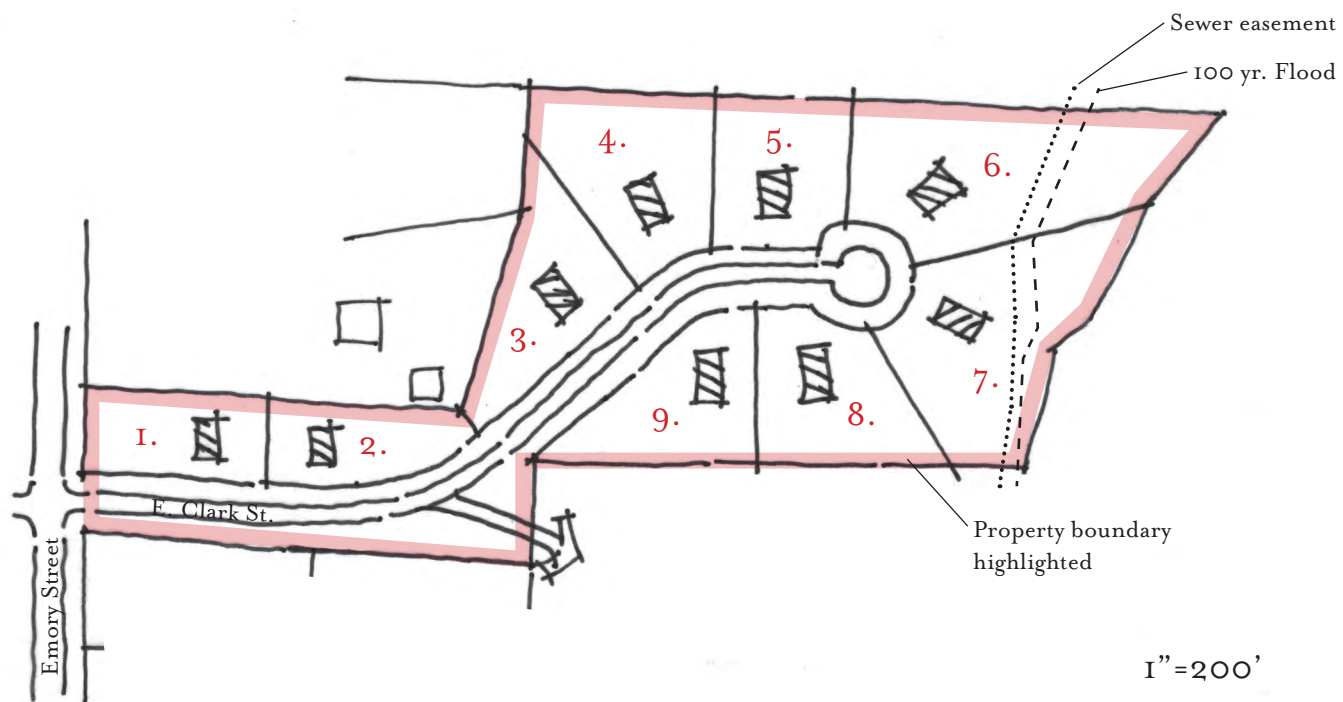 Sewer easement
100 yr. Flood
4.
5.
6.
3.
7.
1.
2.
9.
8.
E. Clark St.
Emory Street
Property boundary
highlighted
1”=200’